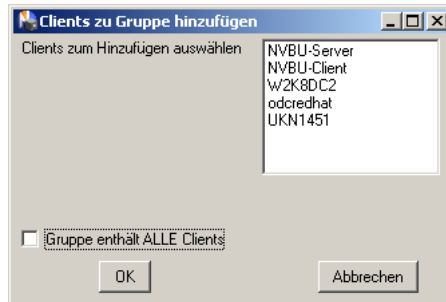 Clients zu Gruppe hinzufügen
Clients zum Hinzufügen auswählen
NVBU-Server
NVBU-Client
W2K8DC2
odcredhat
UKN1451
Gruppe enthält ALLE Clients
OK
Abbrechen